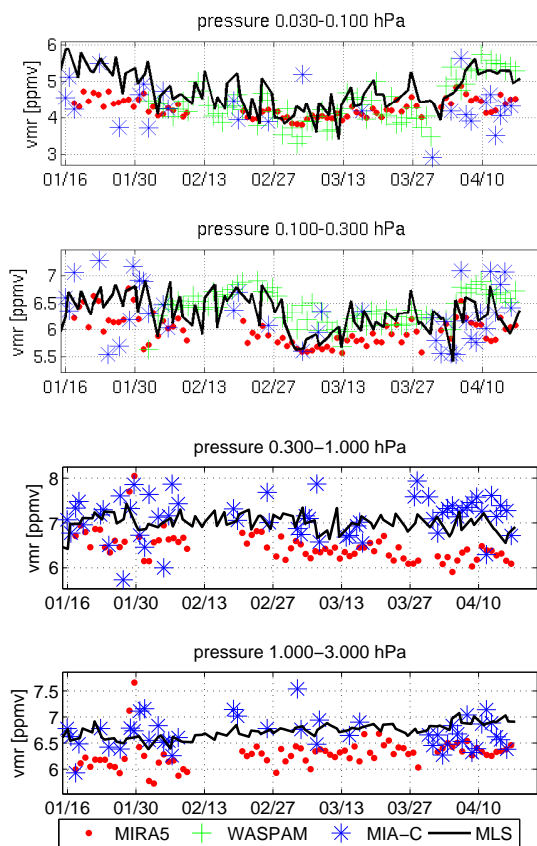 pressure 0.030-0.100 hPa
vmr [ppmv]
6
5
4
3
01/16 01/30 02/13 02/27 03/13 03/27 04/10
pressure 0.100-0.300 hPa
vmr [ppmv]
7
6.5
6
5.5
01/16 01/30 02/13 02/27 03/13 03/27 04/10
pressure 0.300−1.000 hPa
vmr [ppmv]
8
7
6
01/16 01/30 02/13 02/27 03/13 03/27 04/10
pressure 1.000−3.000 hPa
vmr [ppmv]
7.5
7
6.5
6
01/16 01/30 02/13 02/27 03/13 03/27 04/10
MIRA5 WASPAM MIA−C MLS